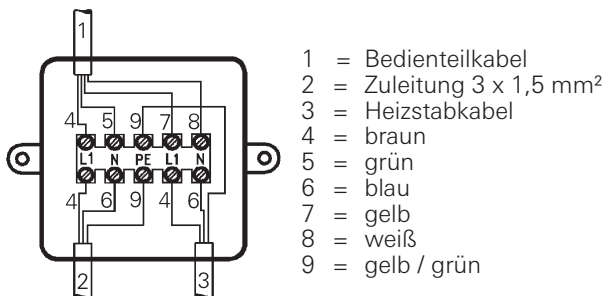 1
4 5 9 7 8
L1 N PE L1 N
4 6 9 4 6
2 3
1 = Bedienteilkabel
2 = Zuleitung 3 x 1,5 mm²
3 = Heizstabkabel
4 = braun
5 = grün
6 = blau
7 = gelb
8 = weiß
9 = gelb / grün